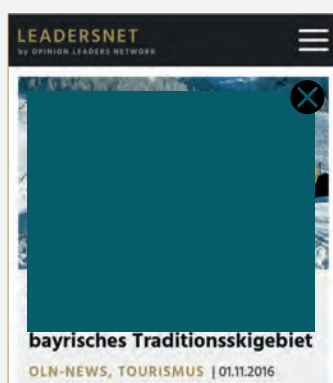 LEADERSNET
by OPINION LEADERS NETWORK
bayrisches Traditionsskigebiet
OLN-NEWS, TOURISMUS | 01.11.2016